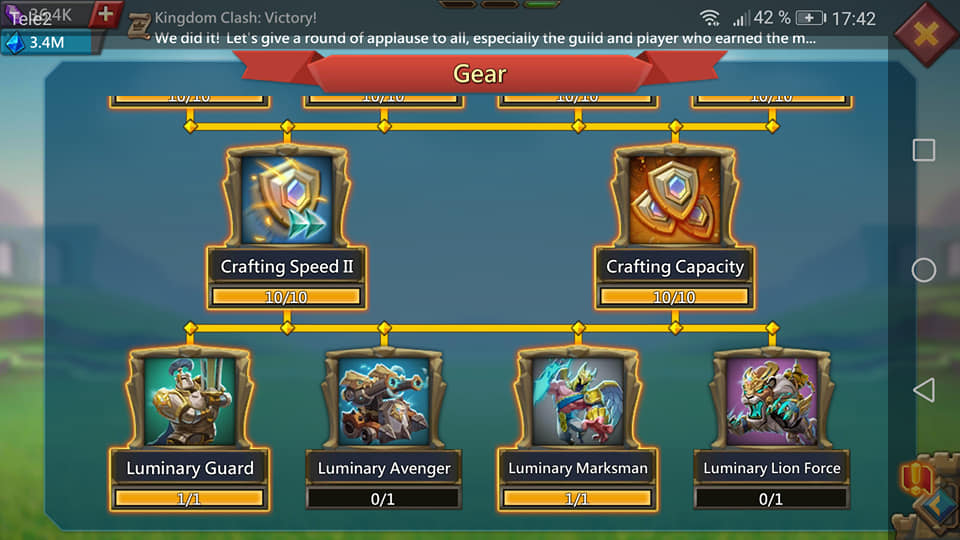 Tele2
36.4K
3.4M
Kingdom Clash: Victory!
We did it! Let's give a round of applause to all, especially the guild and player who earned the m...
42 %
17:42
Gear
10/10
10/10
10/10
10/10
Crafting Speed II
10/10
Crafting Capacity
10/10
Luminary Guard
1/1
Luminary Avenger
0/1
Luminary Marksman
1/1
Luminary Lion Force
0/1